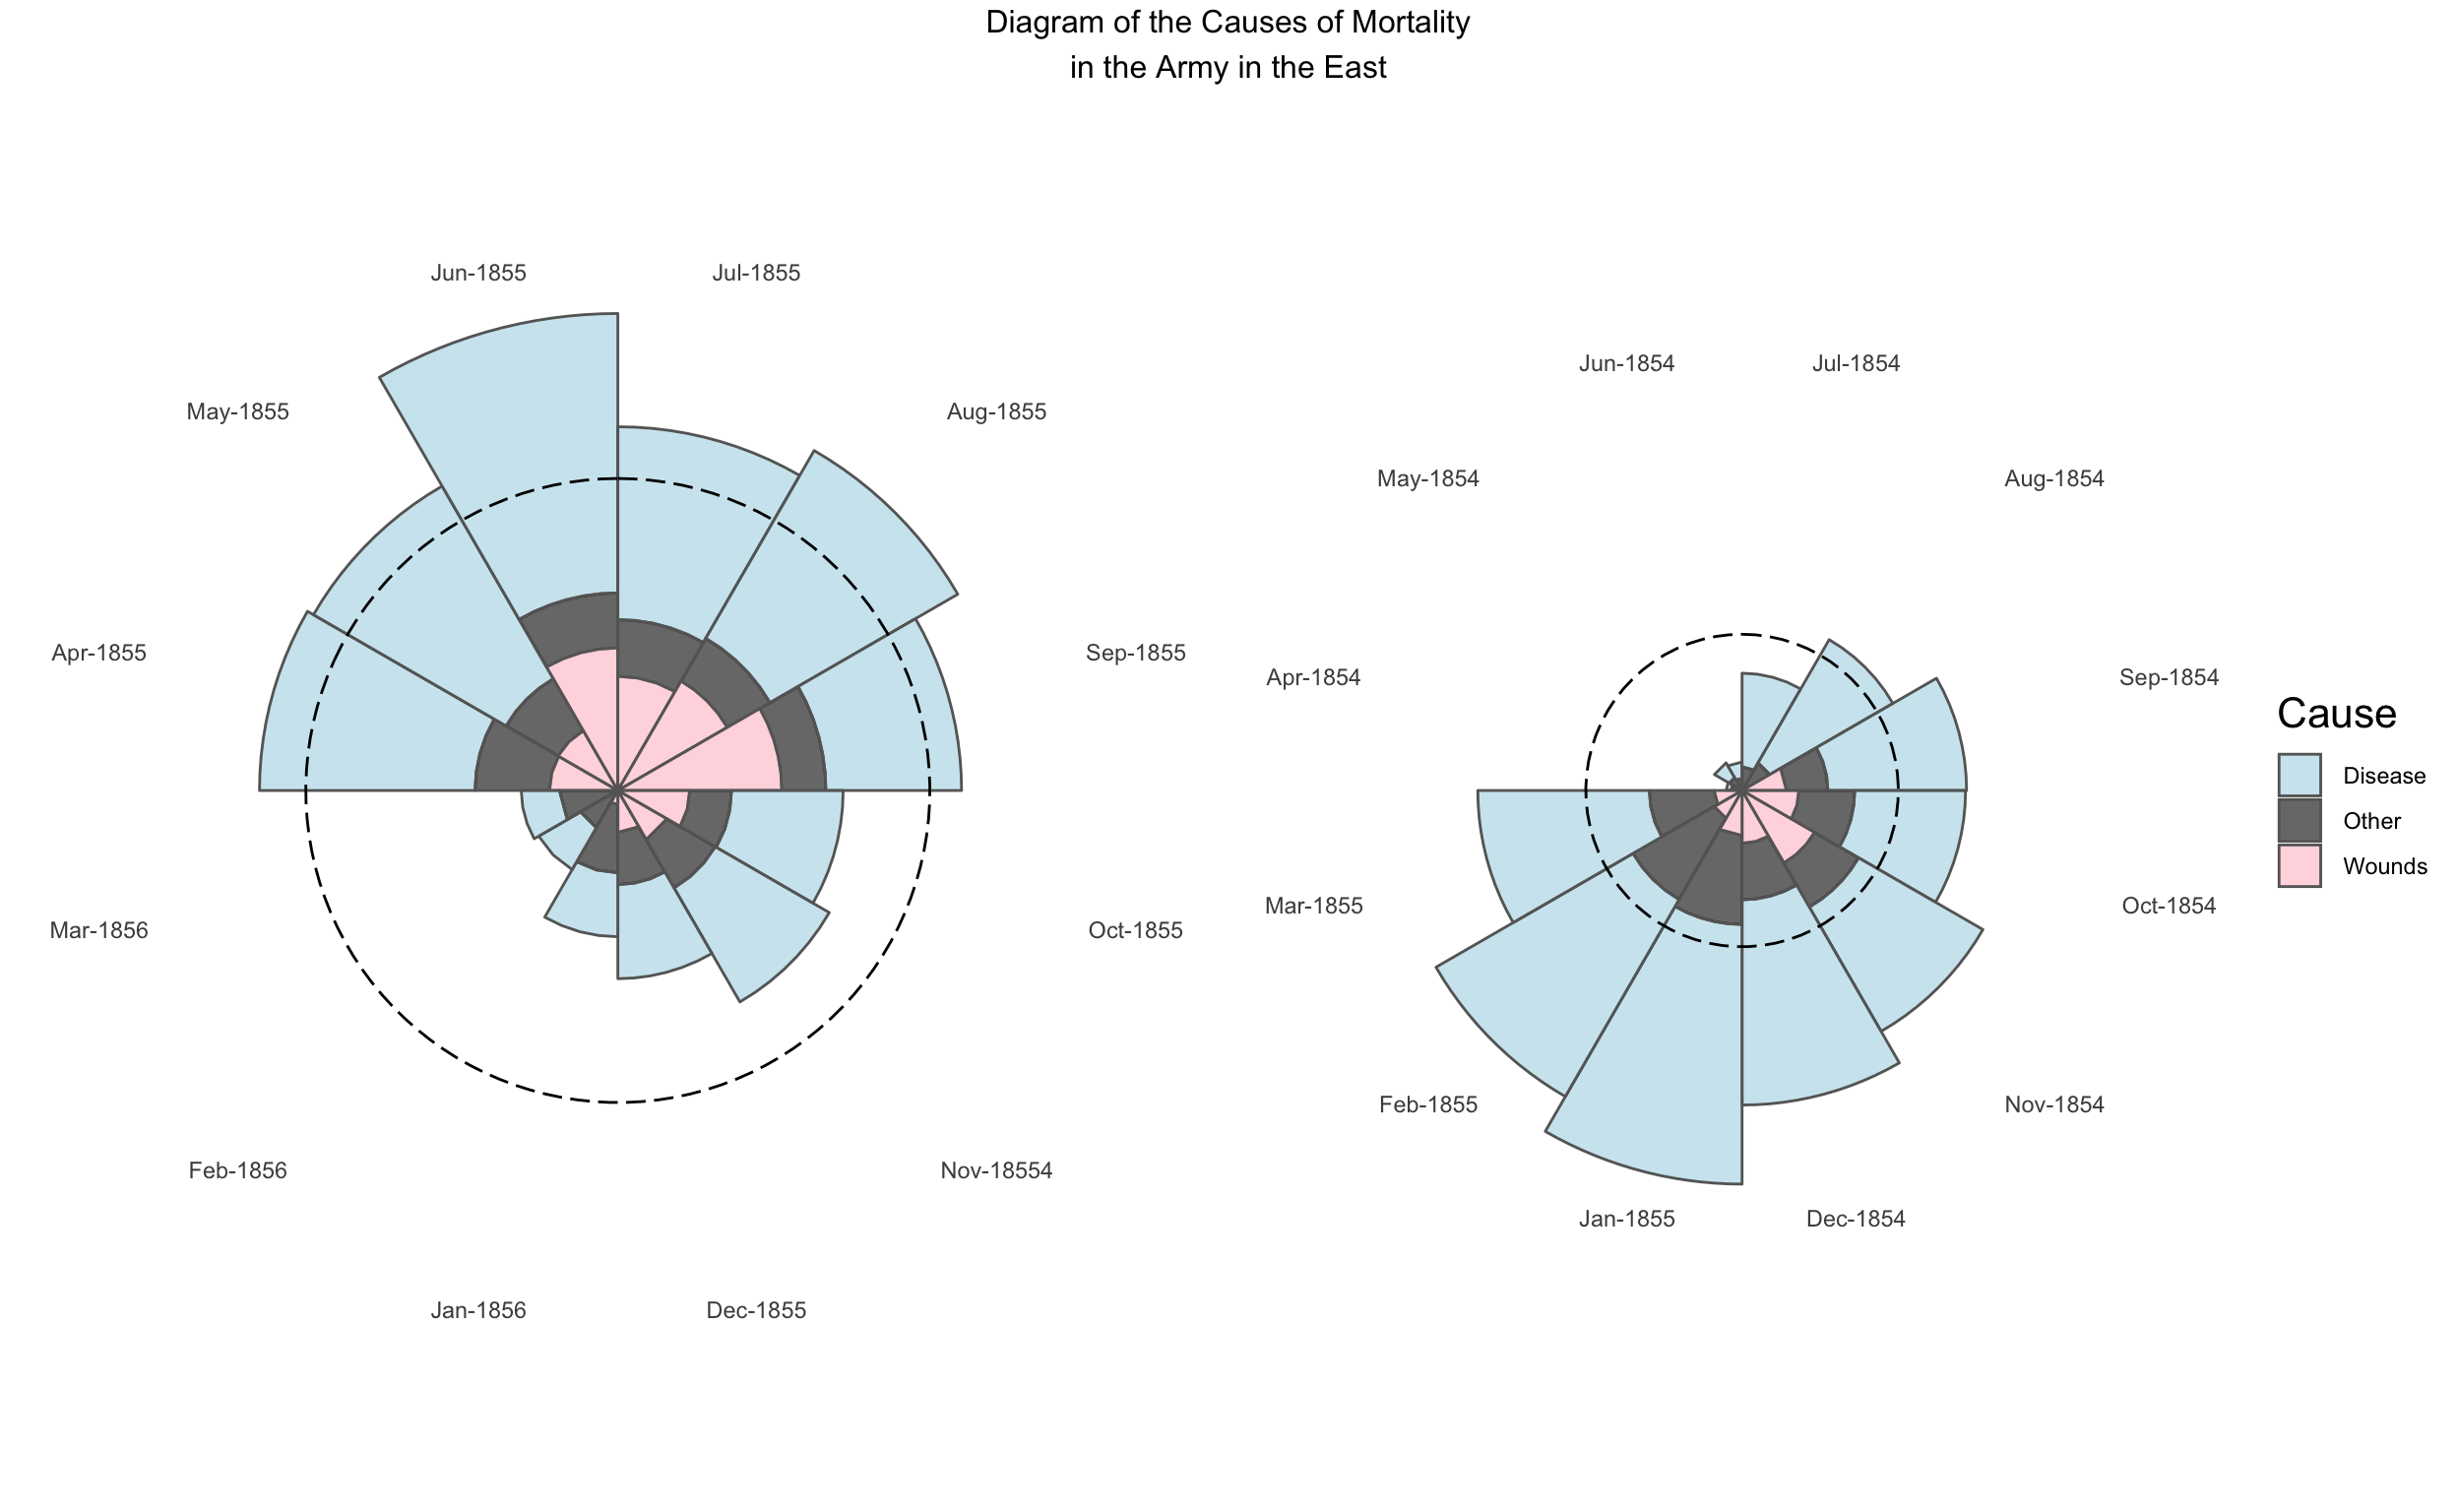 Diagram of the Causes of Mortality
in the Army in the East
Jun-1855
Jul-1855
May-1855
Aug-1855
Apr-1855
Sep-1855
Mar-1856
Oct-1855
Feb-1856
Nov-18554
Jan-1856
Dec-1855
Jun-1854
Jul-1854
May-1854
Aug-1854
Apr-1854
Sep-1854
Mar-1855
Oct-1854
Feb-1855
Nov-1854
Jan-1855
Dec-1854
Cause
Disease
Other
Wounds